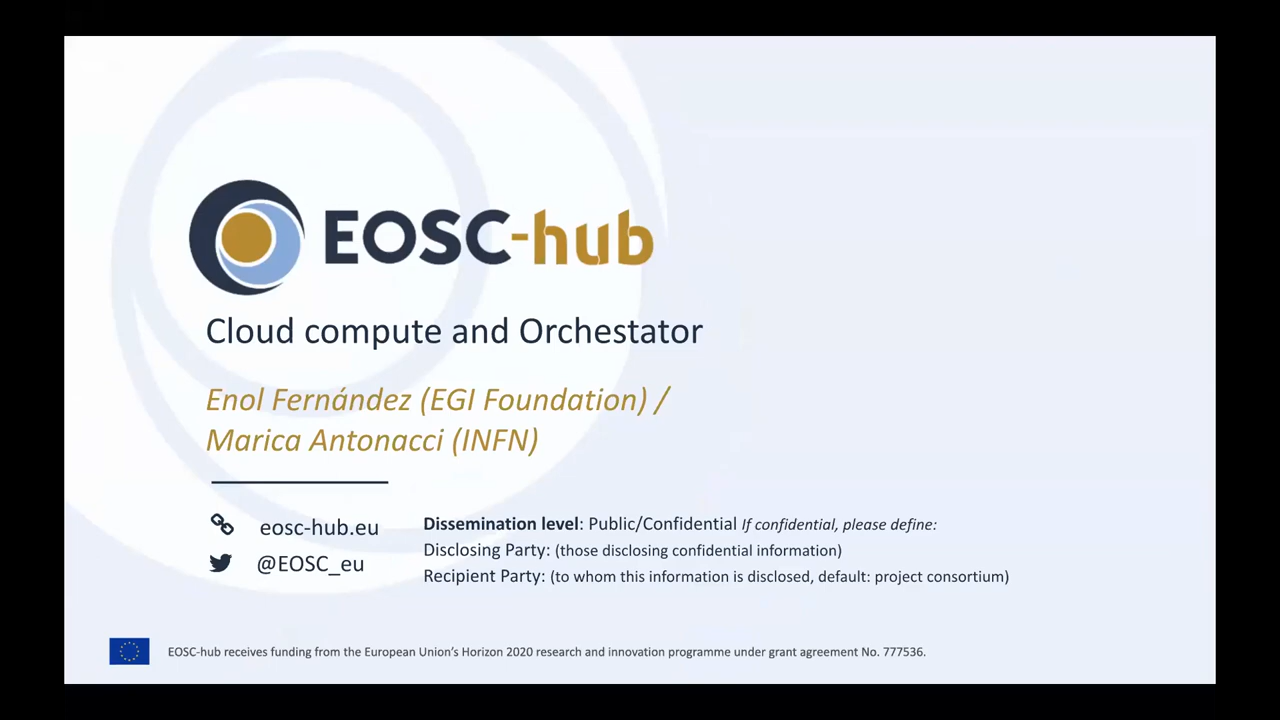 EOSC-hub
Cloud compute and Orchestator
Enol Fernández (EGI Foundation) /
Marica Antonacci (INFN)
eosc-hub.eu
@EOSC_eu
Dissemination level: Public/Confidential If confidential, please define:
Disclosing Party: (those disclosing confidential information)
Recipient Party: (to whom this information is disclosed, default: project consortium)
EOSC-hub receives funding from the European Union's Horizon 2020 research and innovation programme under grant agreement No. 777536.